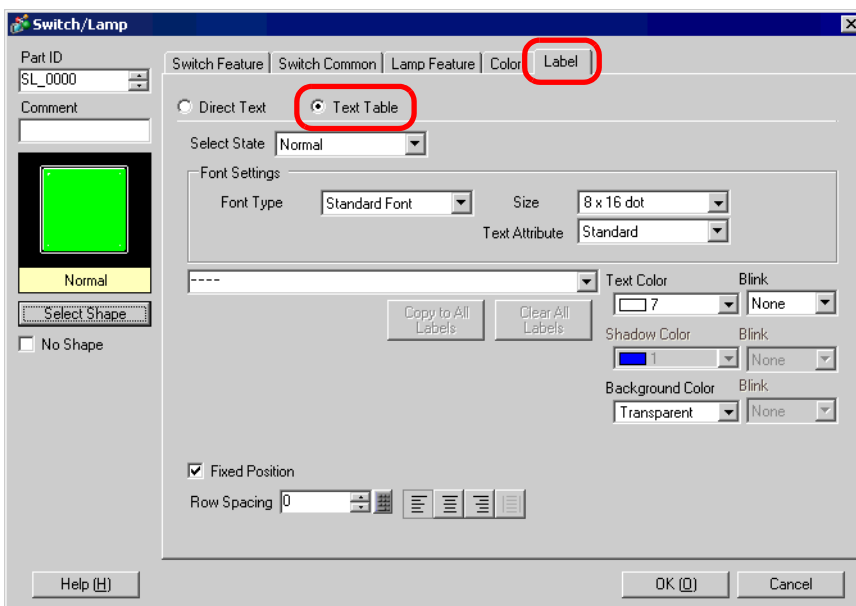 Switch/Lamp
Part ID
SL_0000
Comment
Normal
Select Shape
No Shape
Switch Feature Switch Common Lamp Feature Color Label
Direct Text Text Table
Select State Normal
Font Settings
Font Type Standard Font Size 8 x 16 dot
Text Attribute Standard
----
Copy to All Labels
Clear All Labels
Text Color Blink
7 None
Shadow Color Blink
1 None
Background Color Blink
Transparent None
Fixed Position
Row Spacing 0
Help (H) OK (O) Cancel